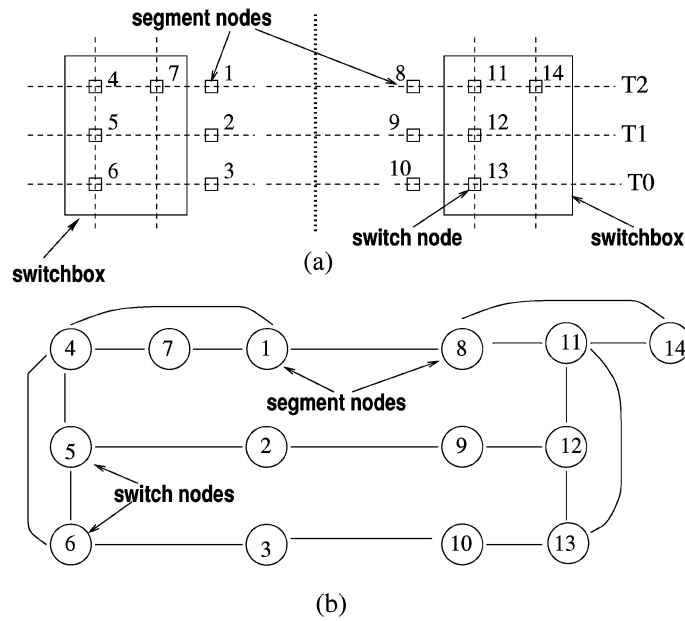 segment nodes
4 7 1 8 11 14 T2
5 2 9 12 T1
6 3 10 13 T0
switch node
switchbox
switchbox
(a)
4 7 1 8 11 14
segment nodes
5 2 9 12
switch nodes
6 3 10 13
(b)